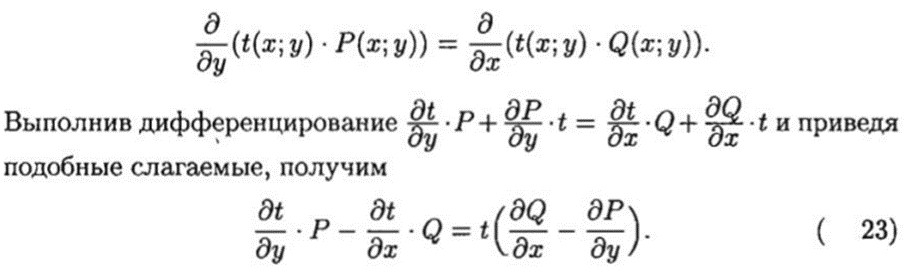 ∂/∂y (t(x; y) · P(x; y)) = ∂/∂x (t(x; y) · Q(x; y)).
Выполнив дифференцирование ∂t/∂y · P + ∂P/∂y · t = ∂t/∂x · Q + ∂Q/∂x · t и приведя
подобные слагаемые, получим
∂t/∂y · P − ∂t/∂x · Q = t(∂Q/∂x − ∂P/∂y). ( 23)